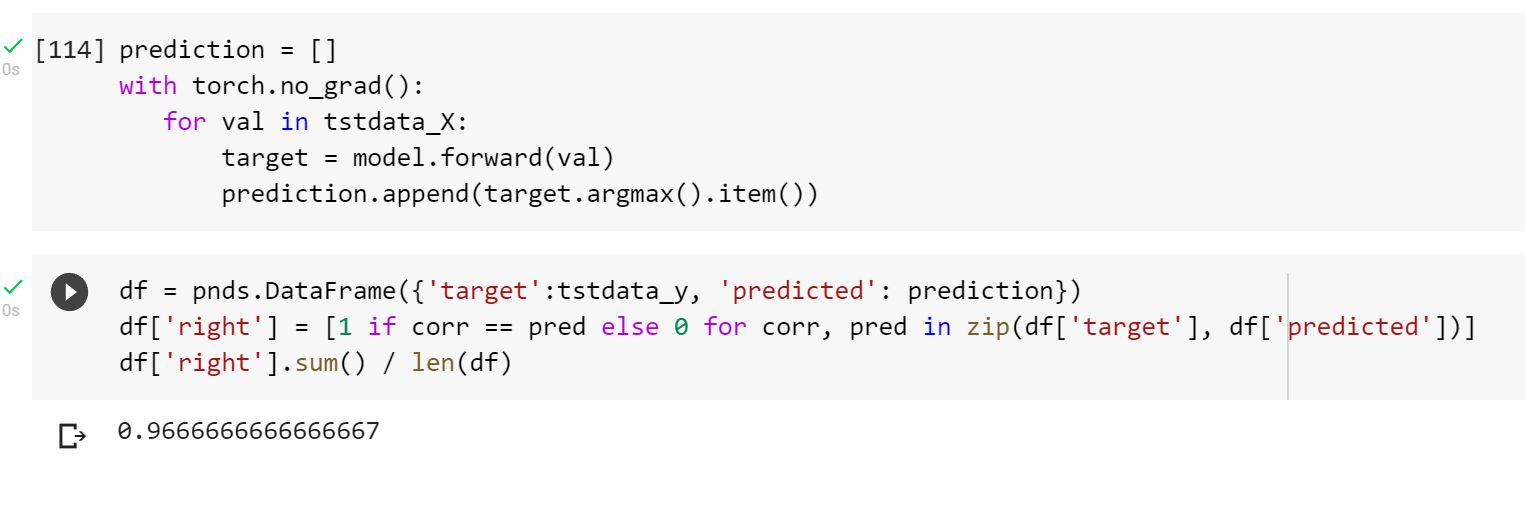 [114] prediction = []
with torch.no_grad():
for val in tstdata_X:
target = model.forward(val)
prediction.append(target.argmax().item())
0s
df = pnds.DataFrame({'target':tstdata_y, 'predicted': prediction})
0s
df['right'] = [1 if corr == pred else 0 for corr, pred in zip(df['target'], df['predicted'])]
df['right'].sum() / len(df)
0.9666666666666667